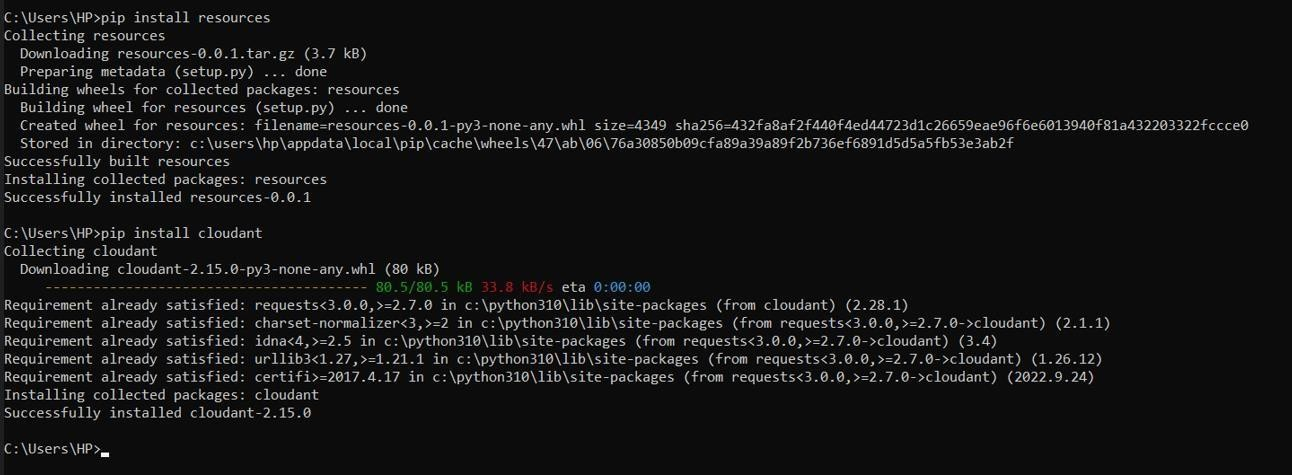 C:\Users\HP>pip install resources
Collecting resources
  Downloading resources-0.0.1.tar.gz (3.7 kB)
  Preparing metadata (setup.py) ... done
Building wheels for collected packages: resources
  Building wheel for resources (setup.py) ... done
  Created wheel for resources: filename=resources-0.0.1-py3-none-any.whl size=4349 sha256=432fa8af2f440f4ed44723d1c26659eae96f6e6013940f81a432203322fccce0
  Stored in directory: c:\users\hp\appdata\local\pip\cache\wheels\47\ab\06\76a30850b09cfa89a39a89f2b736ef6891d5d5a5fb53e3ab2f
Successfully built resources
Installing collected packages: resources
Successfully installed resources-0.0.1

C:\Users\HP>pip install cloudant
Collecting cloudant
  Downloading cloudant-2.15.0-py3-none-any.whl (80 kB)
     ---------------------------------------- 80.5/80.5 kB 33.8 kB/s eta 0:00:00
Requirement already satisfied: requests<3.0.0,>=2.7.0 in c:\python310\lib\site-packages (from cloudant) (2.28.1)
Requirement already satisfied: charset-normalizer<3,>=2 in c:\python310\lib\site-packages (from requests<3.0.0,>=2.7.0->cloudant) (2.1.1)
Requirement already satisfied: idna<4,>=2.5 in c:\python310\lib\site-packages (from requests<3.0.0,>=2.7.0->cloudant) (3.4)
Requirement already satisfied: urllib3<1.27,>=1.21.1 in c:\python310\lib\site-packages (from requests<3.0.0,>=2.7.0->cloudant) (1.26.12)
Requirement already satisfied: certifi>=2017.4.17 in c:\python310\lib\site-packages (from requests<3.0.0,>=2.7.0->cloudant) (2022.9.24)
Installing collected packages: cloudant
Successfully installed cloudant-2.15.0

C:\Users\HP>